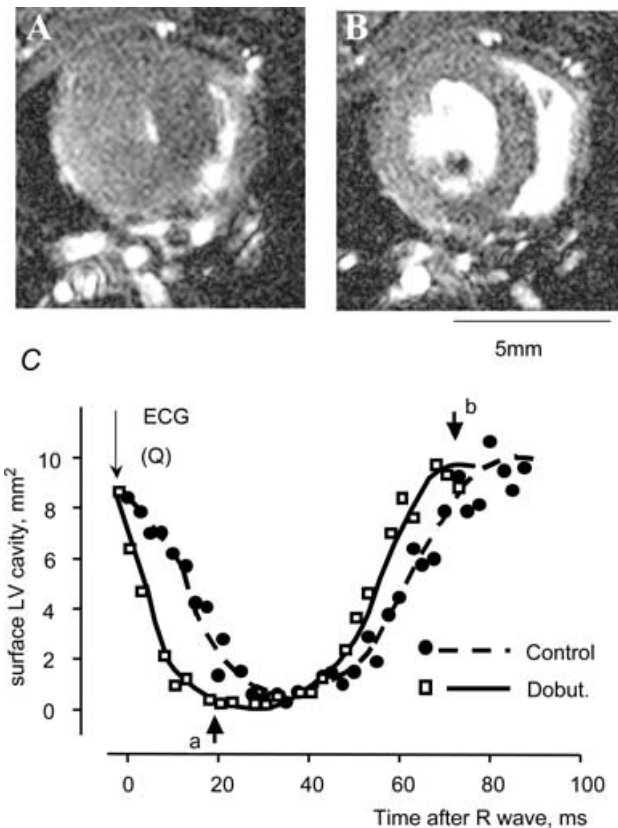 A
B
5mm
C
ECG
(Q)
b
10
8
6
4
2
0
surface LV cavity, mm²
Control
Dobut.
a
0 20 40 60 80 100
Time after R wave, ms